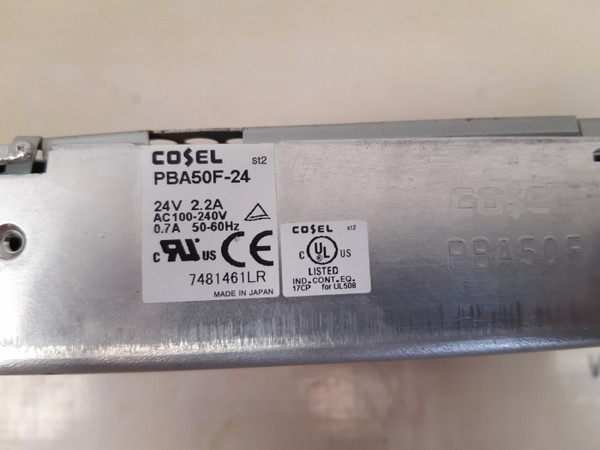 COSEL st2
PBA50F-24
24V 2.2A
AC100-240V
0.7A 50-60Hz
c RU US CE
7481461LR
MADE IN JAPAN
COSEL st2
C UL US
LISTED
IND. CONT. EQ.
17CP for UL508
COSEL
PBA50F